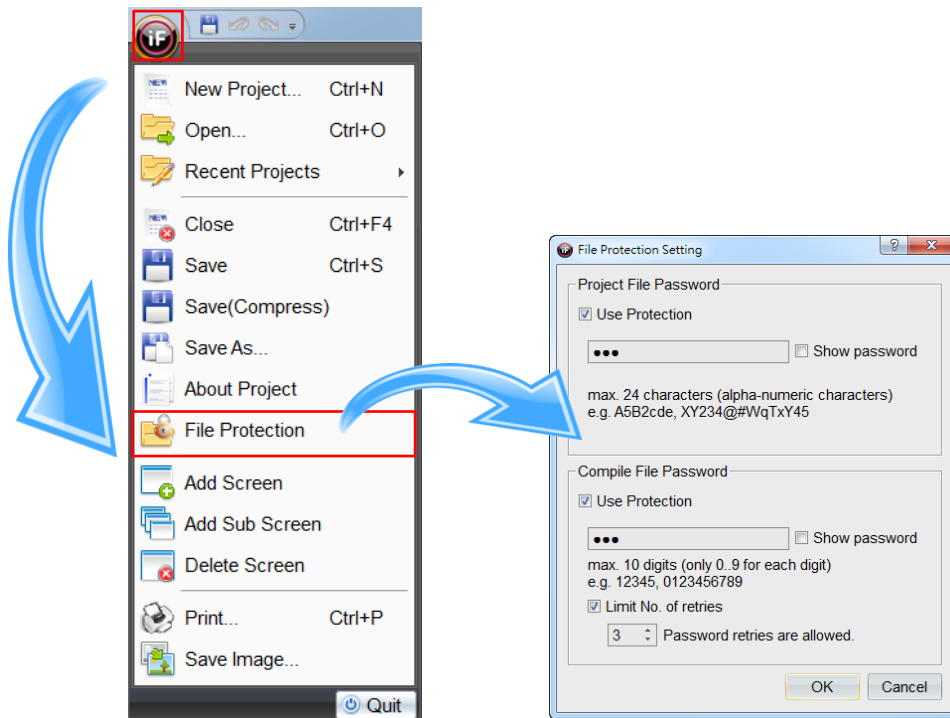 iF
NEW
New Project... Ctrl+N
Open... Ctrl+O
Recent Projects
NEW
Close Ctrl+F4
Save Ctrl+S
Save(Compress)
Save As...
About Project
File Protection
Add Screen
Add Sub Screen
Delete Screen
Print... Ctrl+P
Save Image...
Quit
iF File Protection Setting ? x
Project File Password
Use Protection
●●● Show password
max. 24 characters (alpha-numeric characters)
e.g. A5B2cde, XY234@#WqTxY45
Compile File Password
Use Protection
●●● Show password
max. 10 digits (only 0..9 for each digit)
e.g. 12345, 0123456789
Limit No. of retries
3 Password retries are allowed.
OK Cancel